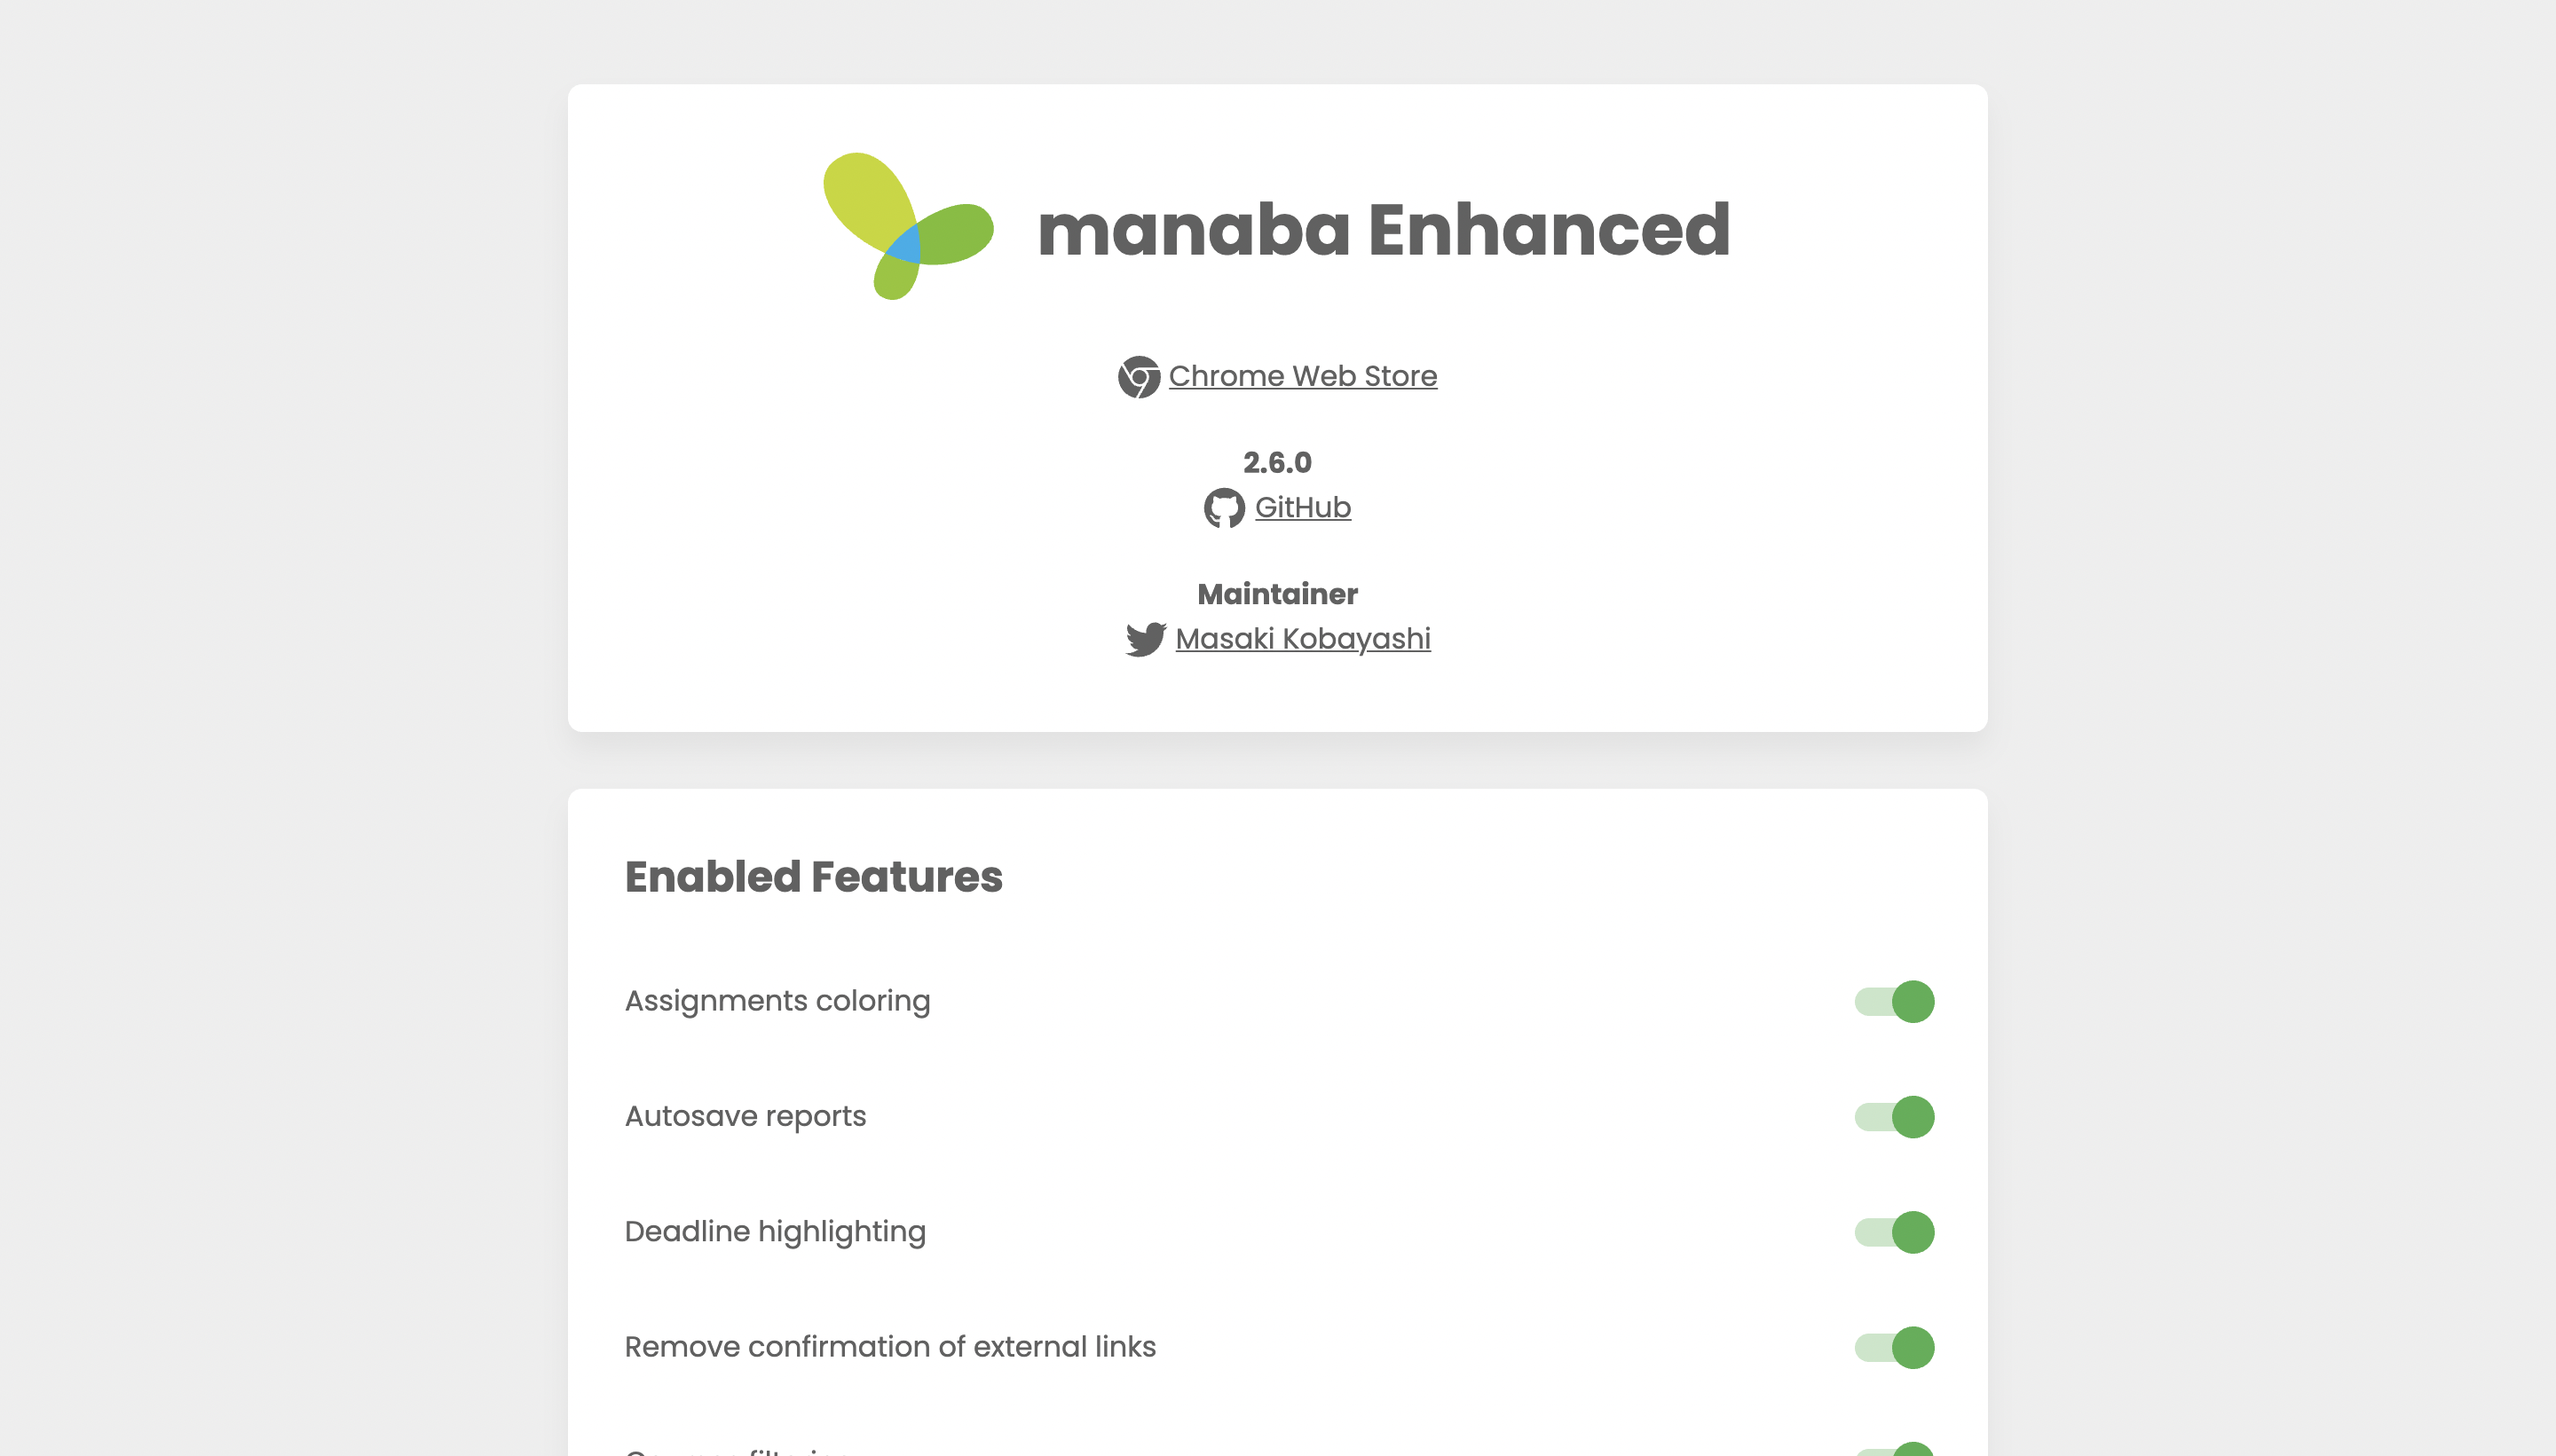 manaba Enhanced
Chrome Web Store
2.6.0
GitHub
Maintainer
Masaki Kobayashi
Enabled Features
Assignments coloring
Autosave reports
Deadline highlighting
Remove confirmation of external links